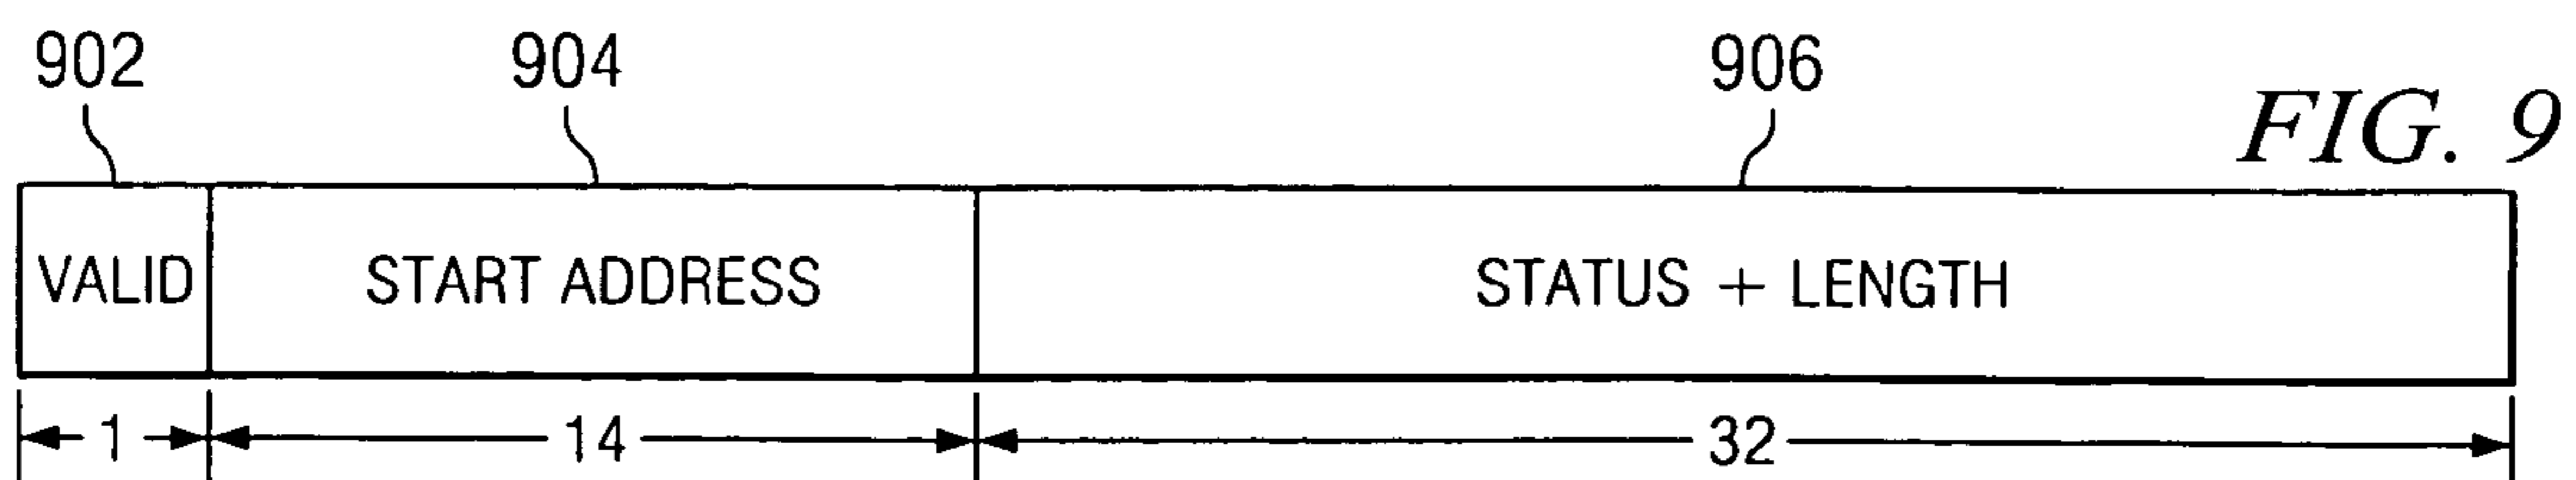 902 904 906
FIG. 9
VALID START ADDRESS STATUS + LENGTH
1 14 32